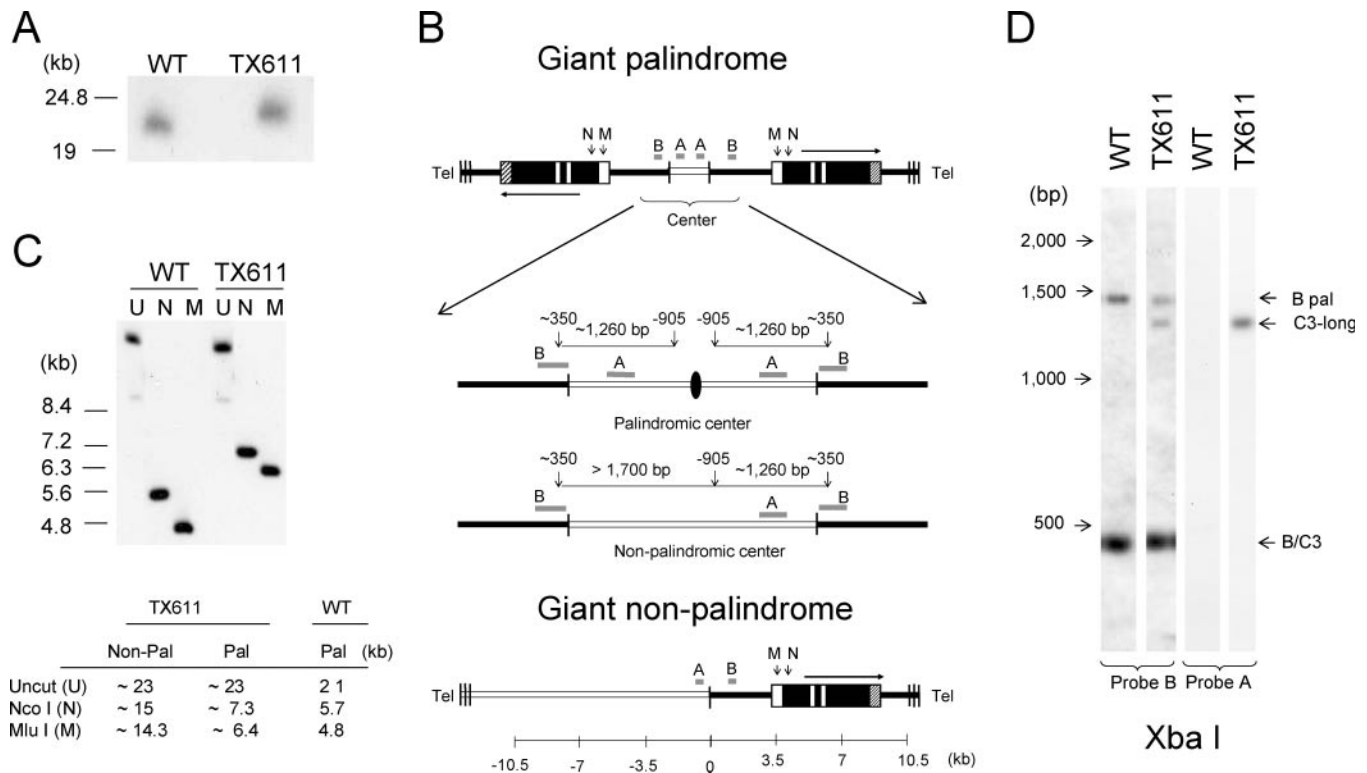 A
(kb)
WT TX611
24.8
19
B
Giant palindrome
N M
B A A B
M N
Tel
Tel
Center
~350 ~1,260 bp -905 -905 ~1,260 bp ~350
B A A B
Palindromic center
~350 > 1,700 bp -905 ~1,260 bp ~350
B A B
Non-palindromic center
Giant non-palindrome
M N
A B
Tel
Tel
-10.5 -7 -3.5 0 3.5 7 10.5 (kb)
C
WT TX611
U N M U N M
(kb)
8.4
7.2
6.3
5.6
4.8
TX611 WT
Non-Pal Pal Pal (kb)
Uncut (U) ~ 23 ~ 23 2 1
Nco I (N) ~ 15 ~ 7.3 5.7
Mlu I (M) ~ 14.3 ~ 6.4 4.8
D
WT TX611 WT TX611
(bp)
2,000
1,500
1,000
500
B pal
C3-long
B/C3
Probe B Probe A
Xba I